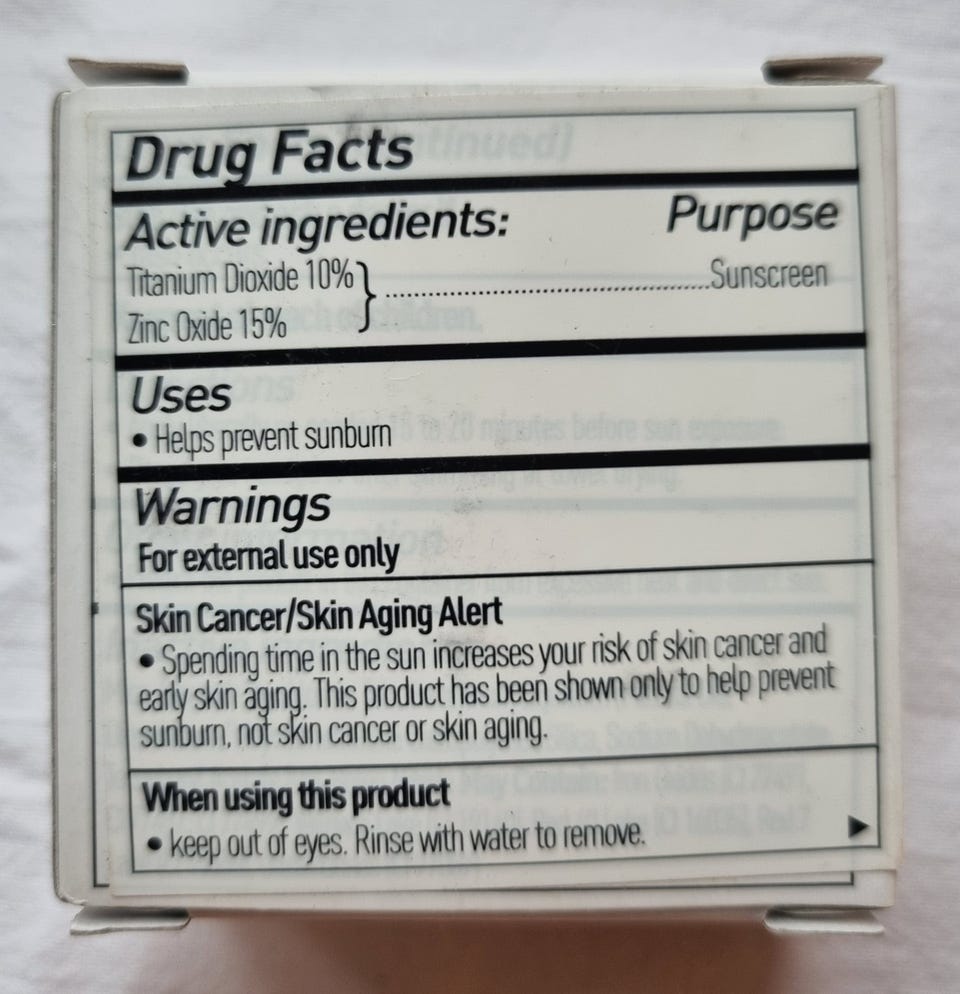 Drug Facts
Active ingredients: Purpose
Titanium Dioxide 10% } ........................................Sunscreen
Zinc Oxide 15%
Uses
• Helps prevent sunburn
Warnings
For external use only
Skin Cancer/Skin Aging Alert
• Spending time in the sun increases your risk of skin cancer and
early skin aging. This product has been shown only to help prevent
sunburn, not skin cancer or skin aging.
When using this product
• keep out of eyes. Rinse with water to remove.